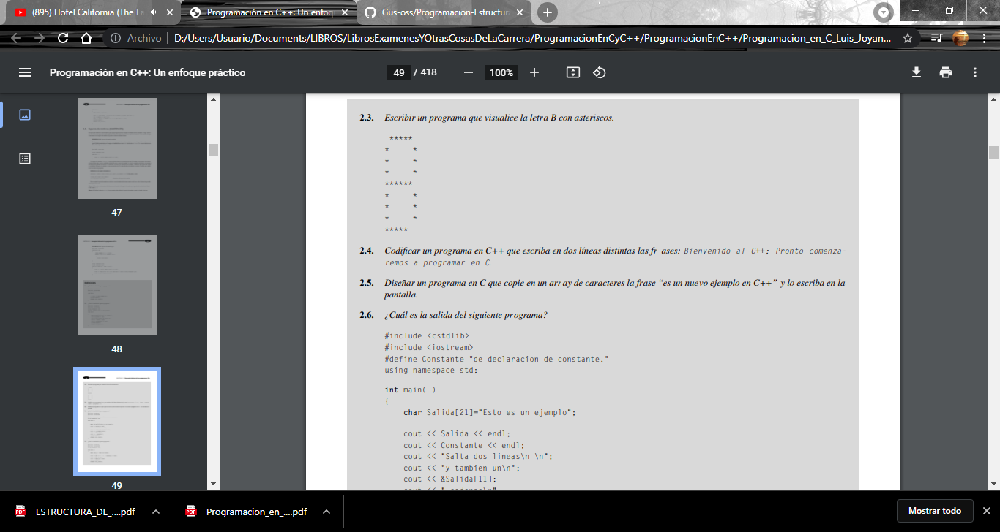 (895) Hotel California (The Ea
Programación en C++: Un enfoq
Gus-oss/Programacion-Estructur
Archivo
D:/Users/Usuario/Documents/LIBROS/LibrosExamenesYOtrasCosasDeLaCarrera/ProgramacionEnCyC++/ProgramacionEnC++/Programacion_en_C_Luis_Joyan...
Programación en C++: Un enfoque práctico
49 / 418
100%
47
48
49
2.3. Escribir un programa que visualice la letra B con asteriscos.
*****
* *
* *
* *
******
* *
* *
* *
*****
2.4. Codificar un programa en C++ que escriba en dos líneas distintas las fr ases: Bienvenido al C++; Pronto comenza-
remos a programar en C.
2.5. Diseñar un programa en C que copie en un arr ay de caracteres la frase “es un nuevo ejemplo en C++” y lo escriba en la
pantalla.
2.6. ¿Cuál es la salida del siguiente programa?
#include <cstdlib>
#include <iostream>
#define Constante "de declaracion de constante."
using namespace std;
int main( )
{
char Salida[21]="Esto es un ejemplo";
cout << Salida << endl;
cout << Constante << endl;
cout << "Salta dos lineas\n \n";
cout << "y tambien un\n";
cout << &Salida[11];
cout << " cadenas\n";
ESTRUCTURA_DE_....pdf
Programacion_en_....pdf
Mostrar todo